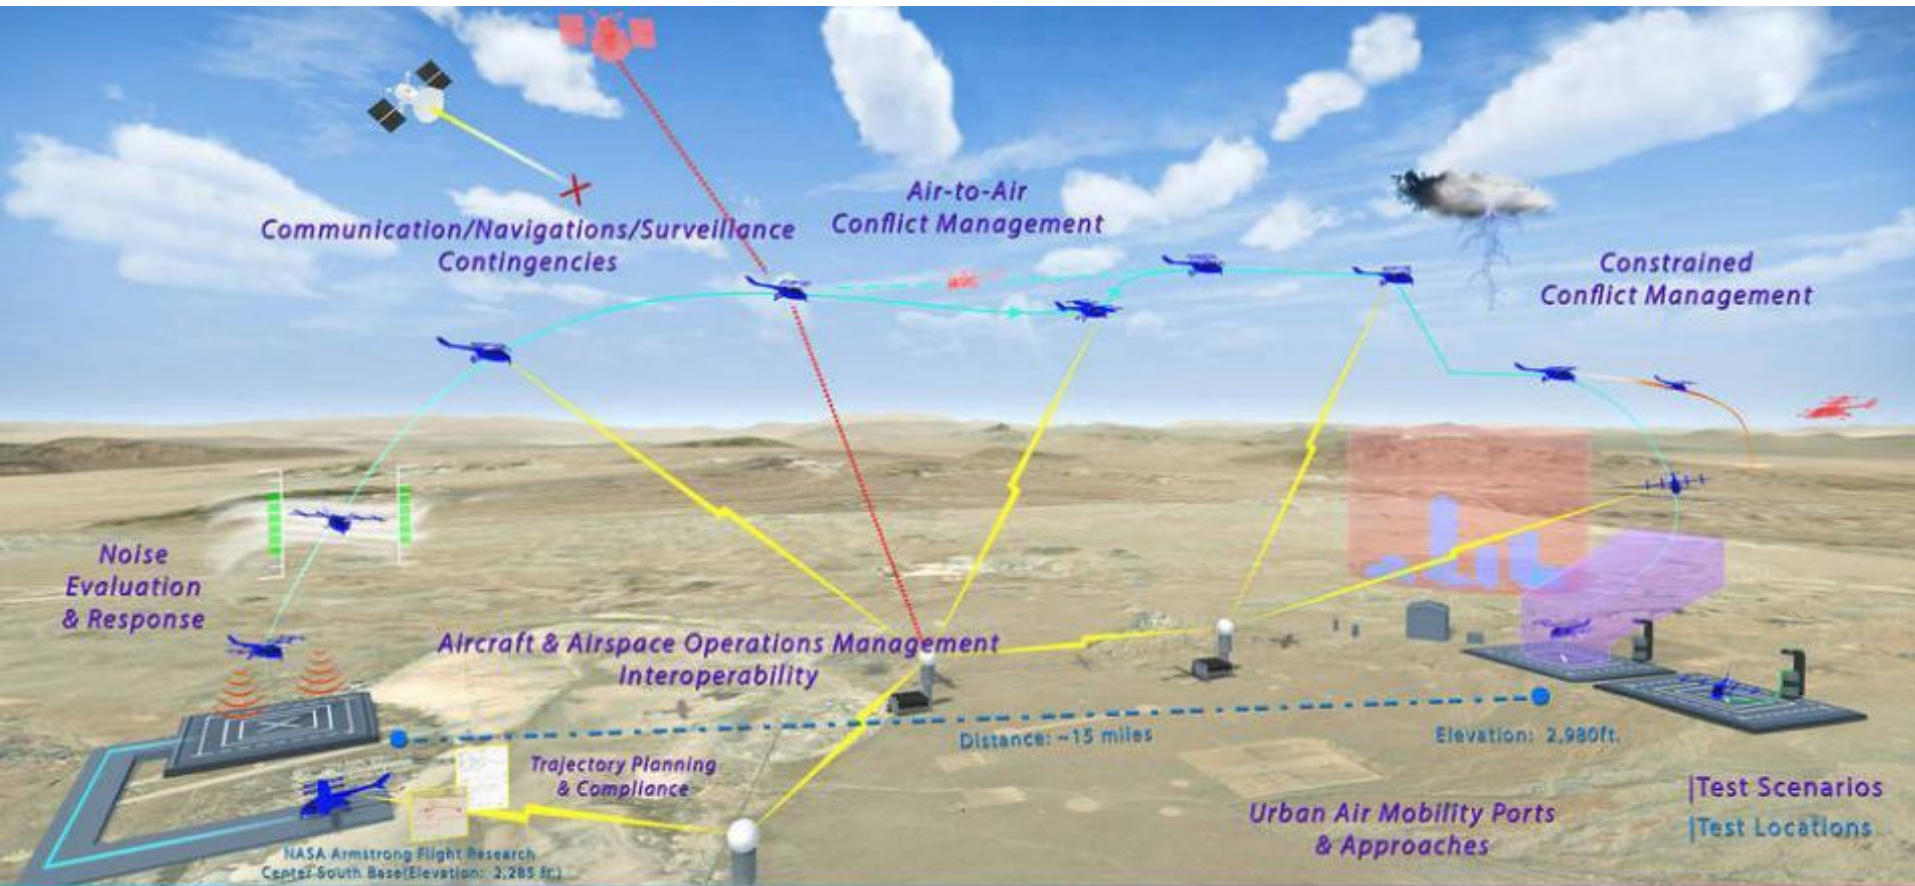 Communication/Navigations/Surveillance
Contingencies
Air-to-Air
Conflict Management
Constrained
Conflict Management
Noise
Evaluation
& Response
Aircraft & Airspace Operations Management
Interoperability
Distance: ~15 miles
Elevation: 2,980ft.
Trajectory Planning
& Compliance
Urban Air Mobility Ports
& Approaches
|Test Scenarios
|Test Locations
NASA Armstrong Flight Research
Center South Base(Elevation: 2,285 ft.)